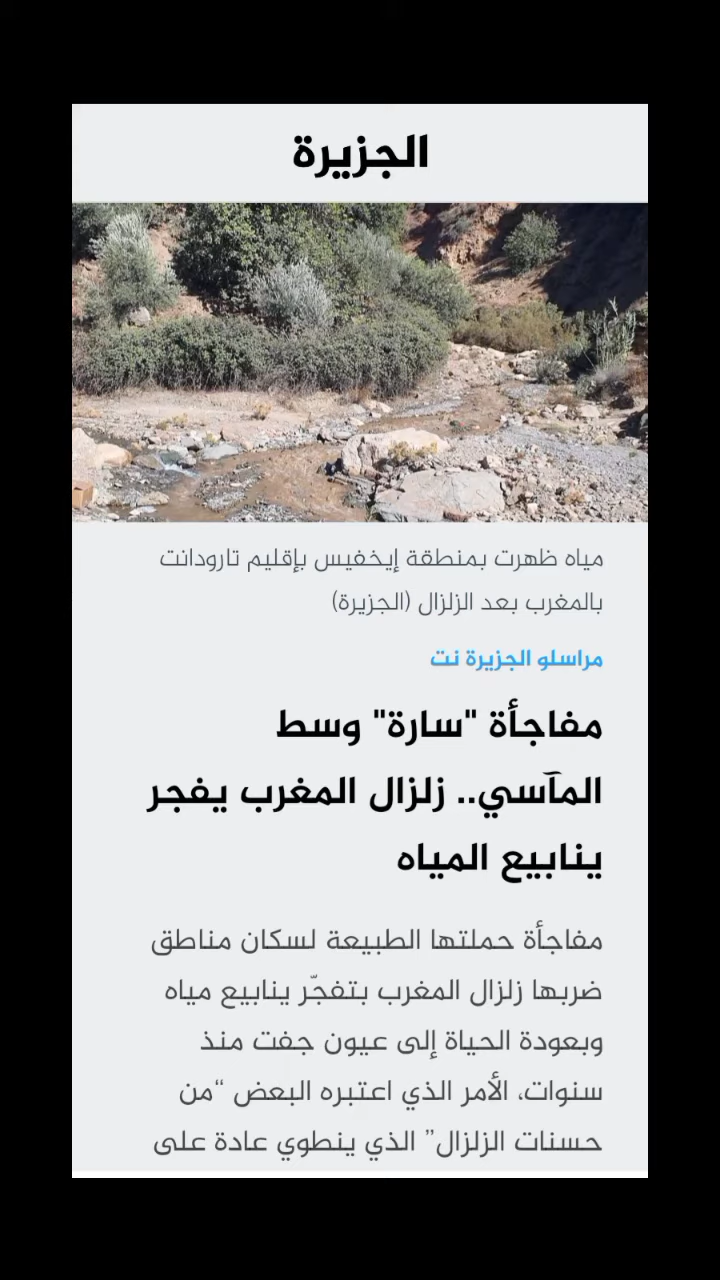 الجزيرة
مياه ظهرت بمنطقة إيخفيس بإقليم تارودانت
بالمغرب بعد الزلزال (الجزيرة)
مراسلو الجزيرة نت
مفاجأة "سارة" وسط
المآسي.. زلزال المغرب يفجر
ينابيع المياه
مفاجأة حملتها الطبيعة لسكان مناطق
ضربها زلزال المغرب بتفجّر ينابيع مياه
وبعودة الحياة إلى عيون جفت منذ
سنوات، الأمر الذي اعتبره البعض “من
حسنات الزلزال” الذي ينطوي عادة على